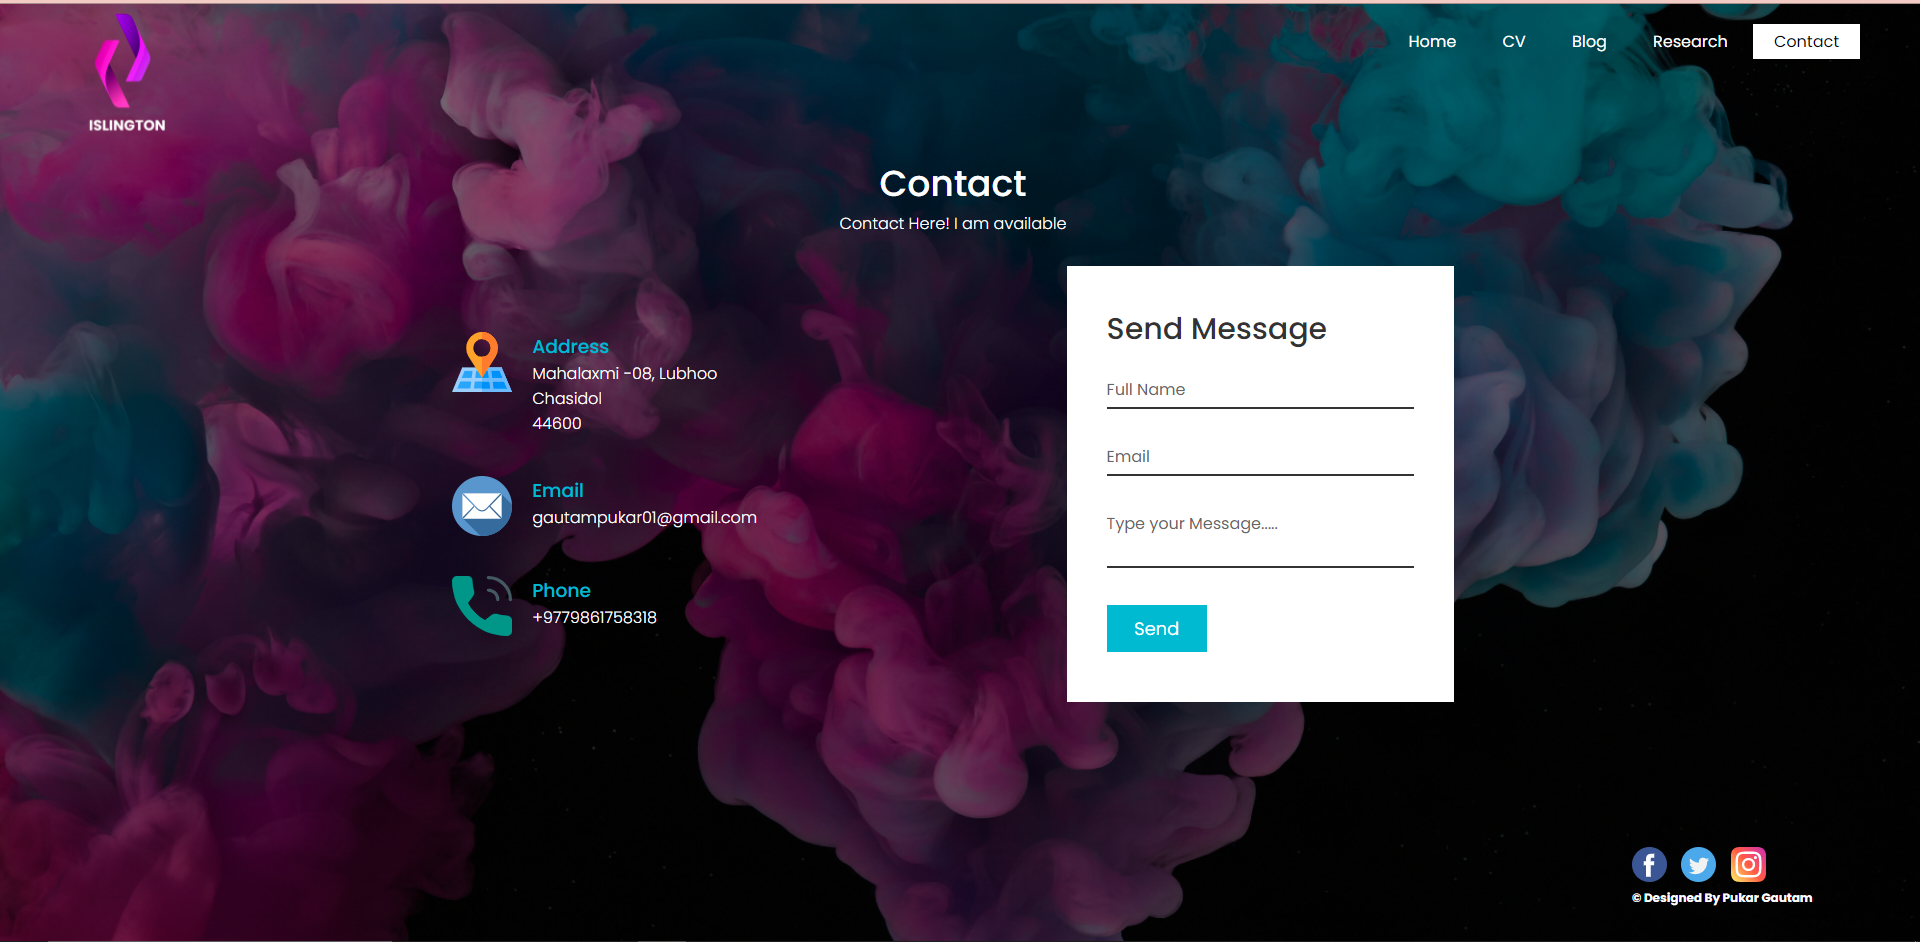 ISLINGTON
Home CV Blog Research Contact
Contact
Contact Here! I am available
Address
Mahalaxmi -08, Lubhoo
Chasidol
44600
Email
gautampukar01@gmail.com
Phone
+9779861758318
Send Message
Full Name
Email
Type your Message.....
Send
© Designed By Pukar Gautam